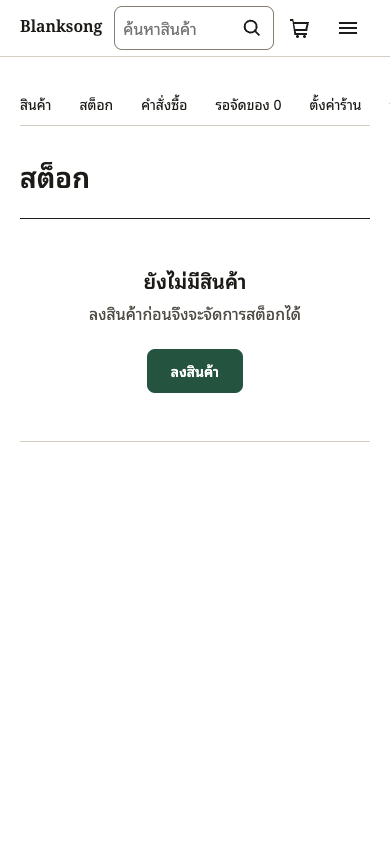 Blanksong
ค้นหาสินค้า
สินค้า
สต็อก
คำสั่งซื้อ
รอจัดของ 0
ตั้งค่าร้าน
สต็อก
ยังไม่มีสินค้า
ลงสินค้าก่อนจึงจะจัดการสต็อกได้
ลงสินค้า